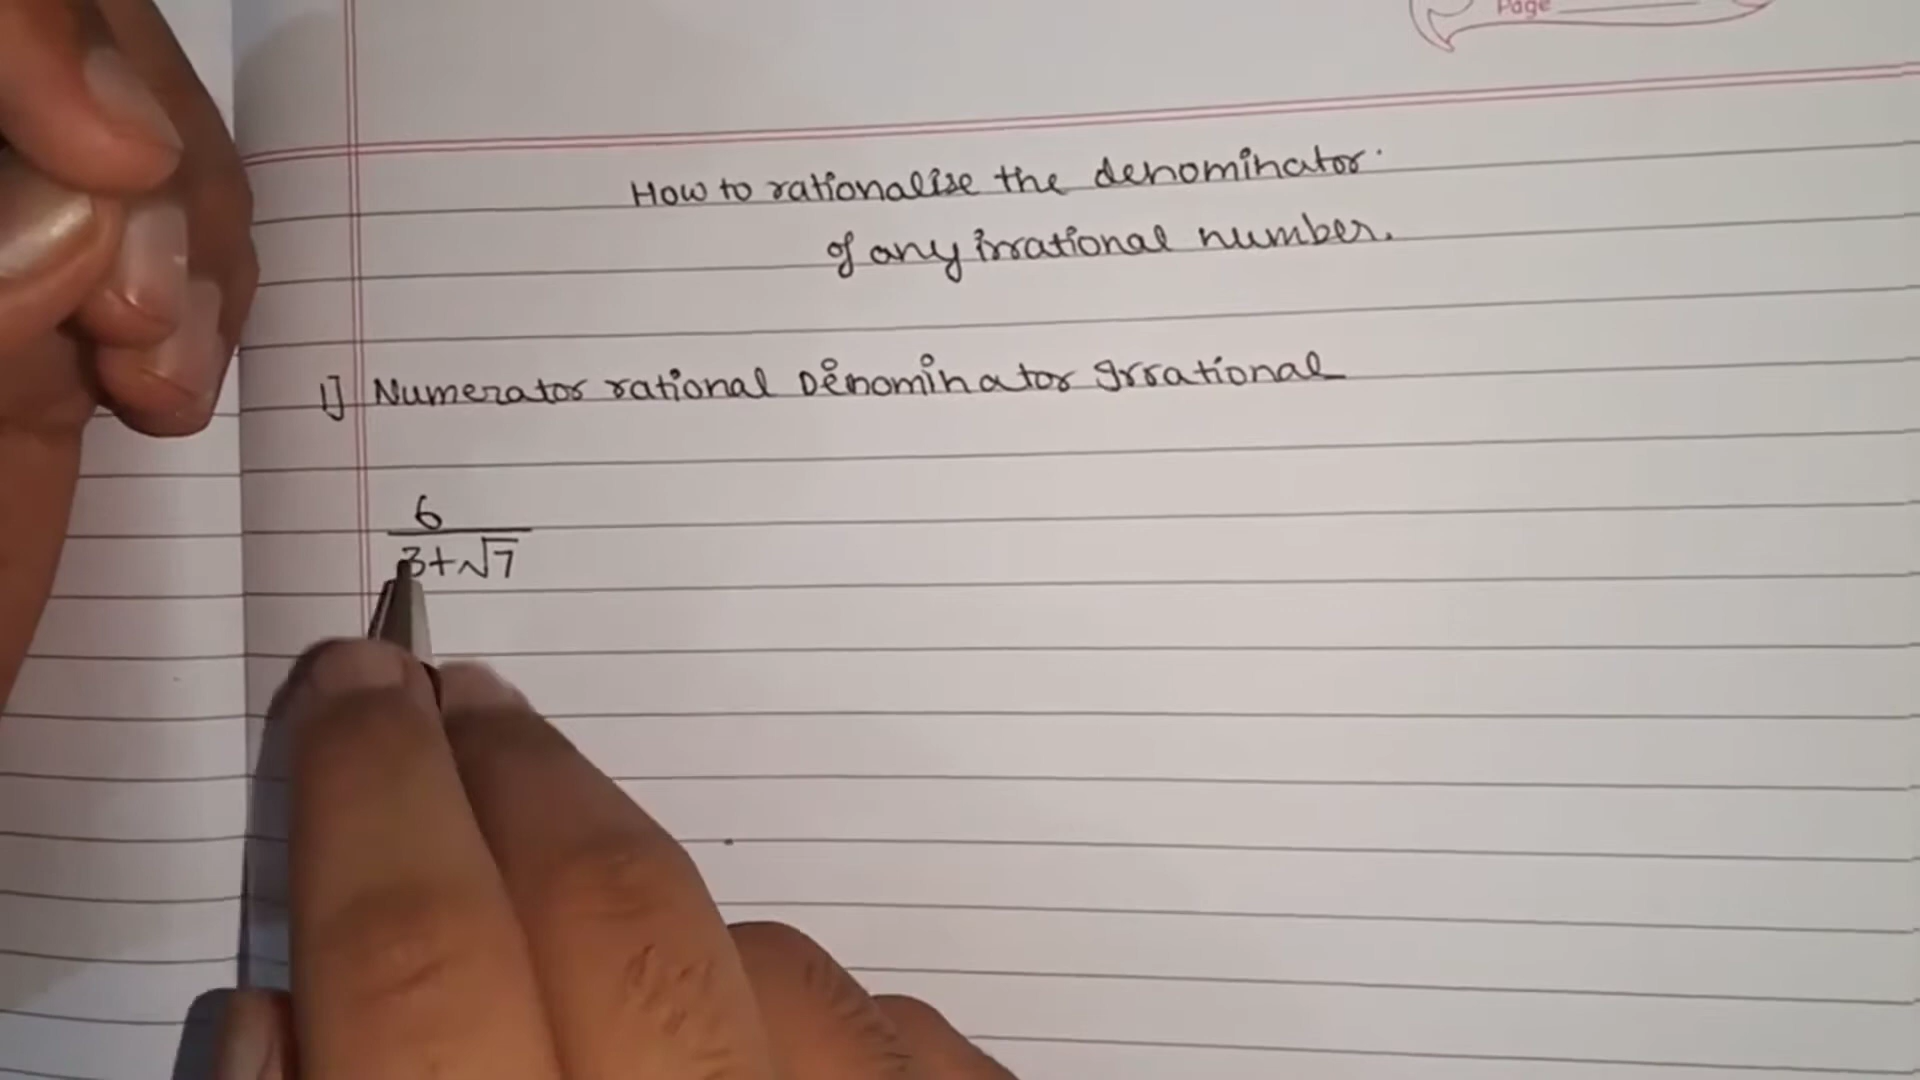 Page
How to rationalise the denominator.
of any irrational number.
1] Numerator rational Denominator Irrational
6
3+√7